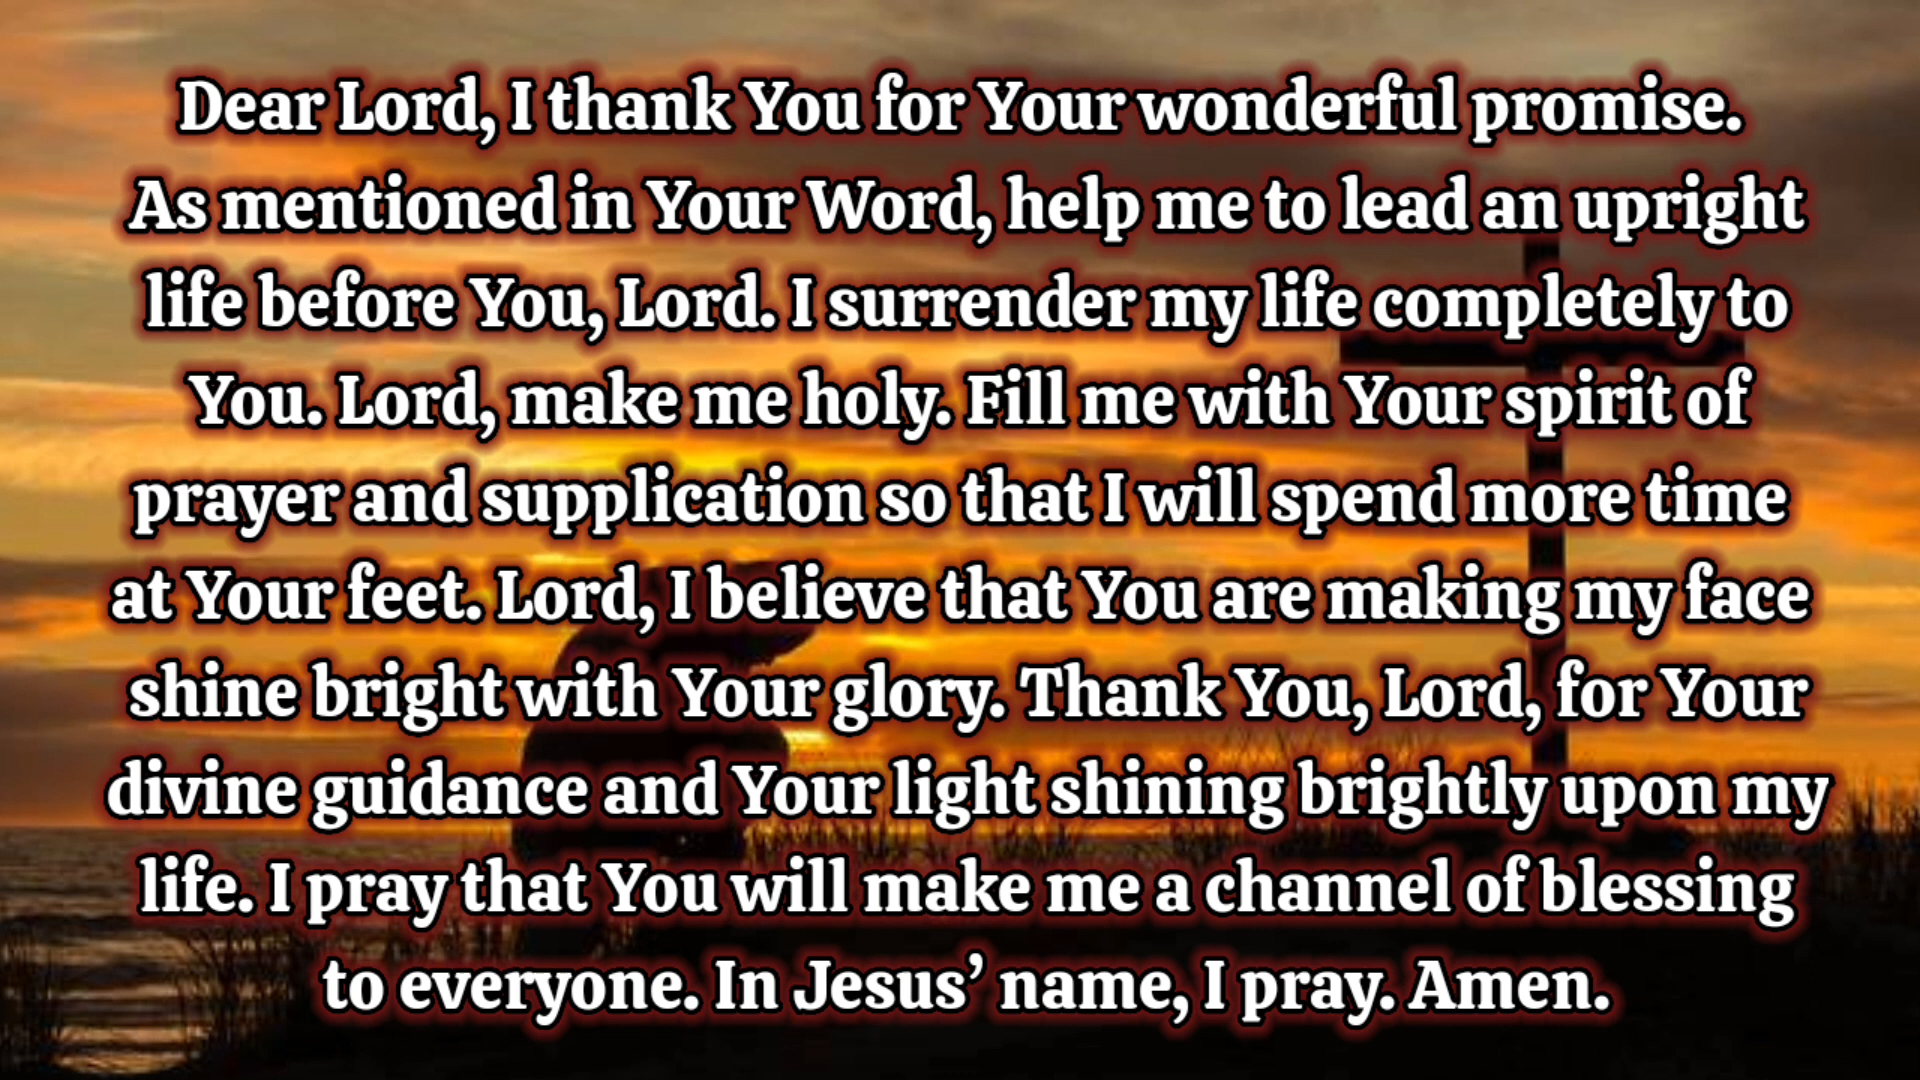 Dear Lord, I thank You for Your wonderful promise.
As mentioned in Your Word, help me to lead an upright
life before You, Lord. I surrender my life completely to
You. Lord, make me holy. Fill me with Your spirit of
prayer and supplication so that I will spend more time
at Your feet. Lord, I believe that You are making my face
shine bright with Your glory. Thank You, Lord, for Your
divine guidance and Your light shining brightly upon my
life. I pray that You will make me a channel of blessing
to everyone. In Jesus’ name, I pray. Amen.